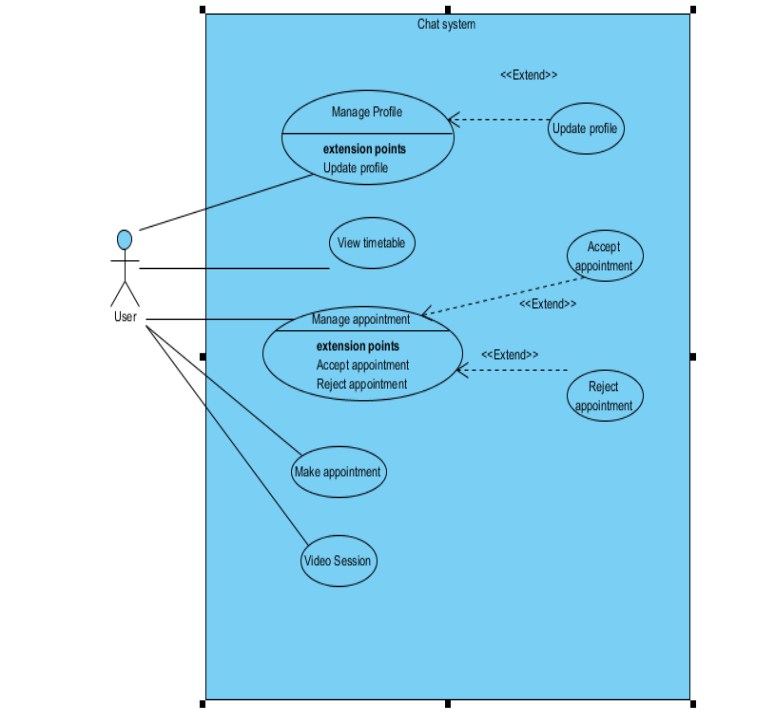 Chat system
<<Extend>>
Manage Profile
extension points
Update profile
Update profile
View timetable
Accept
appointment
<<Extend>>
User
Manage appointment
extension points
Accept appointment
Reject appointment
<<Extend>>
Reject
appointment
Make appointment
Video Session